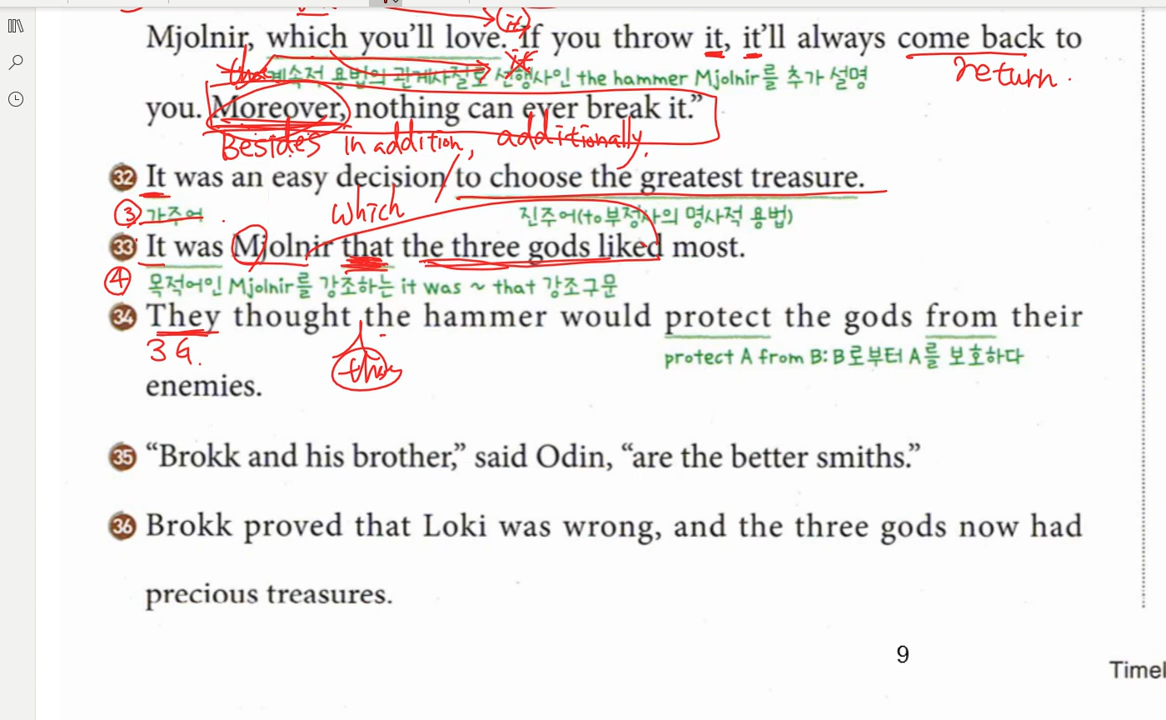 (it)
Mjolnir, which you'll love. If you throw it, it'll always come back to
that 계속적 용법의 관계사절로 선행사인 the hammer Mjolnir를 추가 설명 return.
you. Moreover, nothing can ever break it.”
Besides in addition, additionally.
32 It was an easy decision / to choose the greatest treasure.
③ 가주어 which 진주어(to부정사의 명사적 용법)
33 It was Mjolnir that the three gods liked most.
④ 목적어인 Mjolnir를 강조하는 it was ~ that 강조구문
34 They thought the hammer would protect the gods from their
3G. that protect A from B: B로부터 A를 보호하다
enemies.
35 “Brokk and his brother,” said Odin, “are the better smiths.”
36 Brokk proved that Loki was wrong, and the three gods now had
precious treasures.
9
Timel